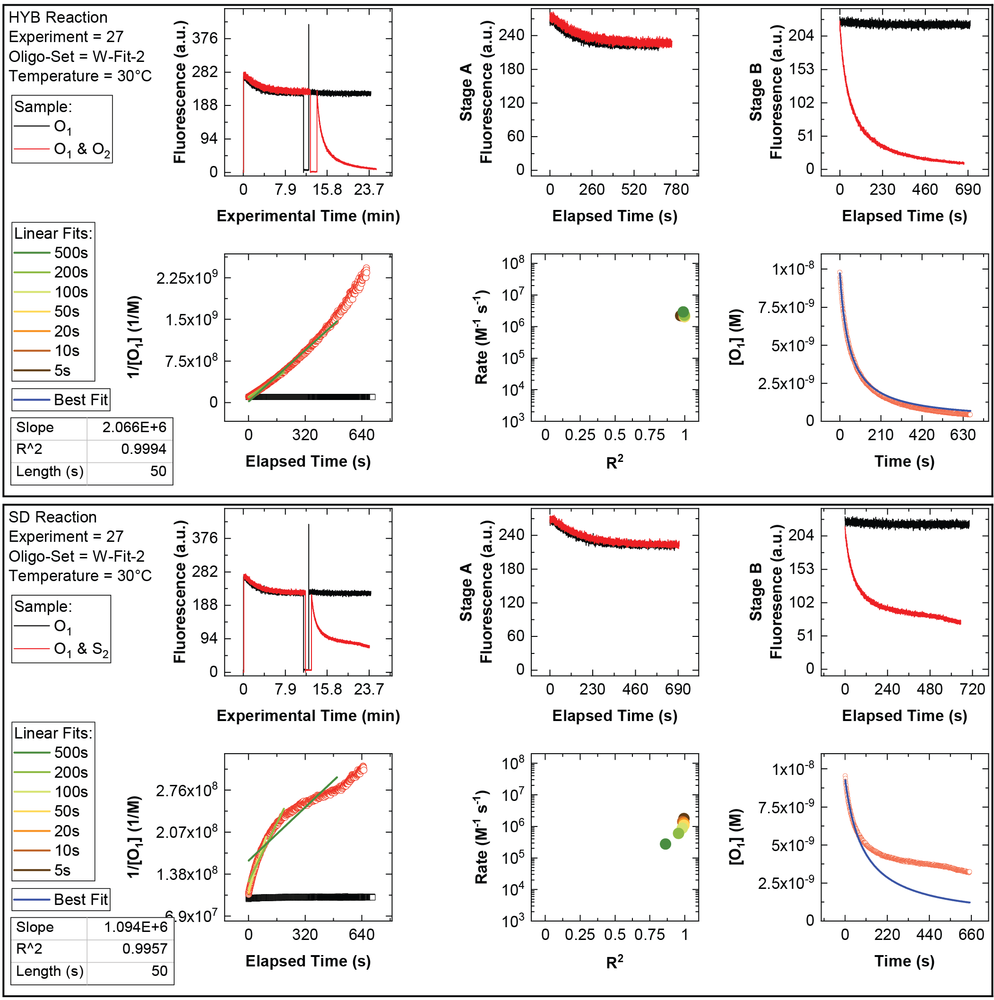 HYB Reaction
Experiment = 27
Oligo-Set = W-Fit-2
Temperature = 30°C
Sample:
O1
O1 & O2
Fluorescence (a.u.)
376
282
188
94
0
0 7.9 15.8 23.7
Experimental Time (min)
Stage A
Fluorescence (a.u.)
240
180
120
60
0
0 260 520 780
Elapsed Time (s)
Stage B
Fluoresence (a.u.)
204
153
102
51
0
0 230 460 690
Elapsed Time (s)
Linear Fits:
500s
200s
100s
50s
20s
10s
5s
Best Fit
Slope 2.066E+6
R^2 0.9994
Length (s) 50
1/[O1] (1/M)
2.25x10^9
1.5x10^9
7.5x10^8
0
0 320 640
Elapsed Time (s)
Rate (M^-1 s^-1)
10^8
10^7
10^6
10^5
10^4
10^3
0 0.25 0.5 0.75 1
R^2
[O1] (M)
1x10^-8
7.5x10^-9
5x10^-9
2.5x10^-9
0
0 210 420 630
Time (s)
SD Reaction
Experiment = 27
Oligo-Set = W-Fit-2
Temperature = 30°C
Sample:
O1
O1 & S2
Fluorescence (a.u.)
376
282
188
94
0
0 7.9 15.8 23.7
Experimental Time (min)
Stage A
Fluorescence (a.u.)
240
180
120
60
0
0 230 460 690
Elapsed Time (s)
Stage B
Fluoresence (a.u.)
204
153
102
51
0
0 240 480 720
Elapsed Time (s)
Linear Fits:
500s
200s
100s
50s
20s
10s
5s
Best Fit
Slope 1.094E+6
R^2 0.9957
Length (s) 50
1/[O1] (1/M)
2.76x10^8
2.07x10^8
1.38x10^8
6.9x10^7
0 320 640
Elapsed Time (s)
Rate (M^-1 s^-1)
10^8
10^7
10^6
10^5
10^4
10^3
0 0.25 0.5 0.75 1
R^2
[O1] (M)
1x10^-8
7.5x10^-9
5x10^-9
2.5x10^-9
0
0 220 440 660
Time (s)